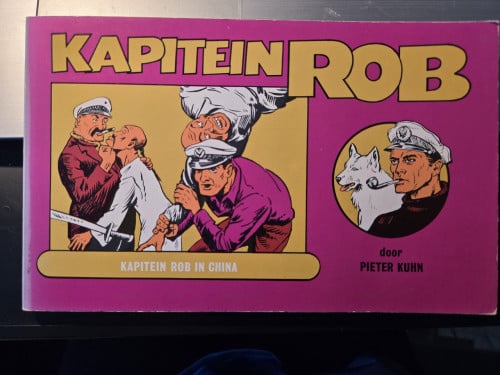 KAPITEIN ROB
KAPITEIN ROB IN CHINA
door
PIETER KUHN